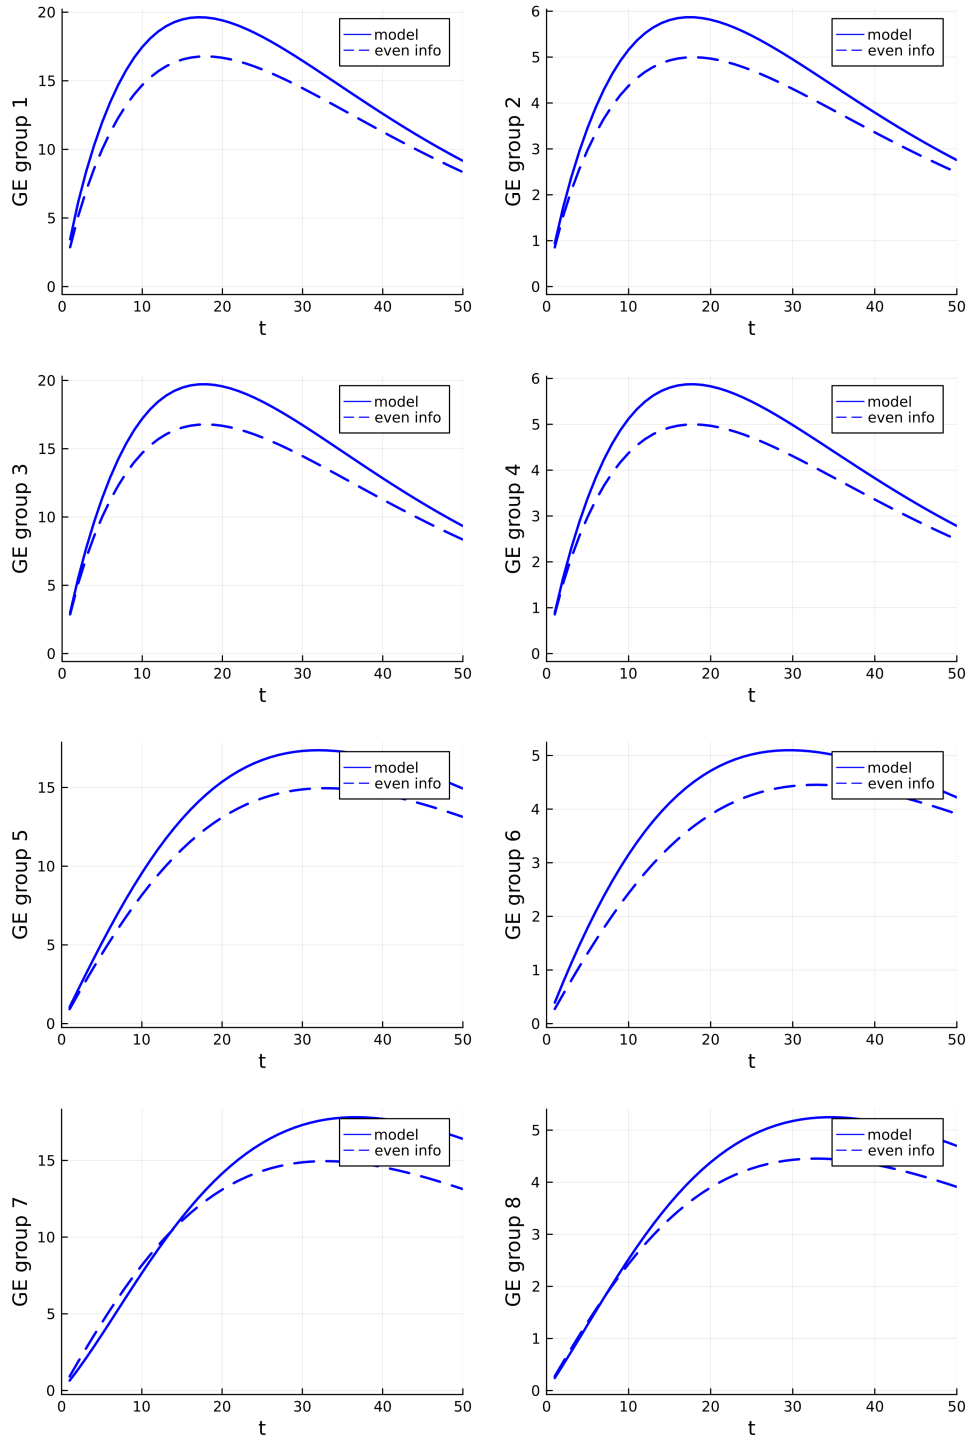 GE group 1
20
15
10
5
0
model
even info
0 10 20 30 40 50
t
GE group 2
6
5
4
3
2
1
0
model
even info
0 10 20 30 40 50
t
GE group 3
20
15
10
5
0
model
even info
0 10 20 30 40 50
t
GE group 4
6
5
4
3
2
1
0
model
even info
0 10 20 30 40 50
t
GE group 5
15
10
5
0
model
even info
0 10 20 30 40 50
t
GE group 6
5
4
3
2
1
0
model
even info
0 10 20 30 40 50
t
GE group 7
15
10
5
0
model
even info
0 10 20 30 40 50
t
GE group 8
5
4
3
2
1
0
model
even info
0 10 20 30 40 50
t